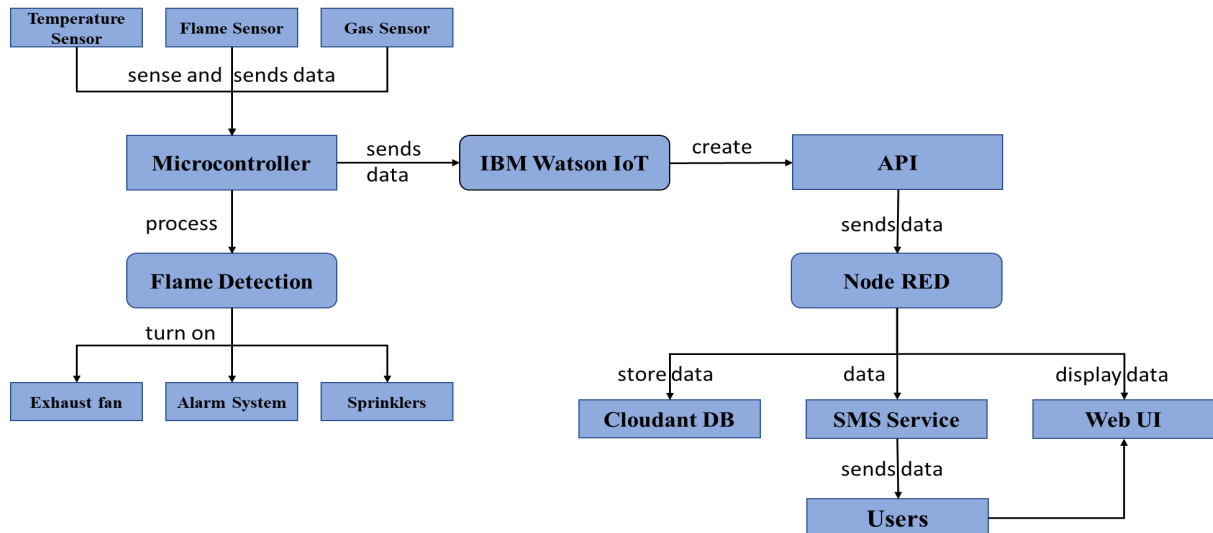 Temperature
Sensor
Flame Sensor
Gas Sensor
sense and sends data
Microcontroller
sends
data
IBM Watson IoT
create
API
process
sends data
Flame Detection
Node RED
turn on
store data
data
display data
Exhaust fan
Alarm System
Sprinklers
Cloudant DB
SMS Service
Web UI
sends data
Users